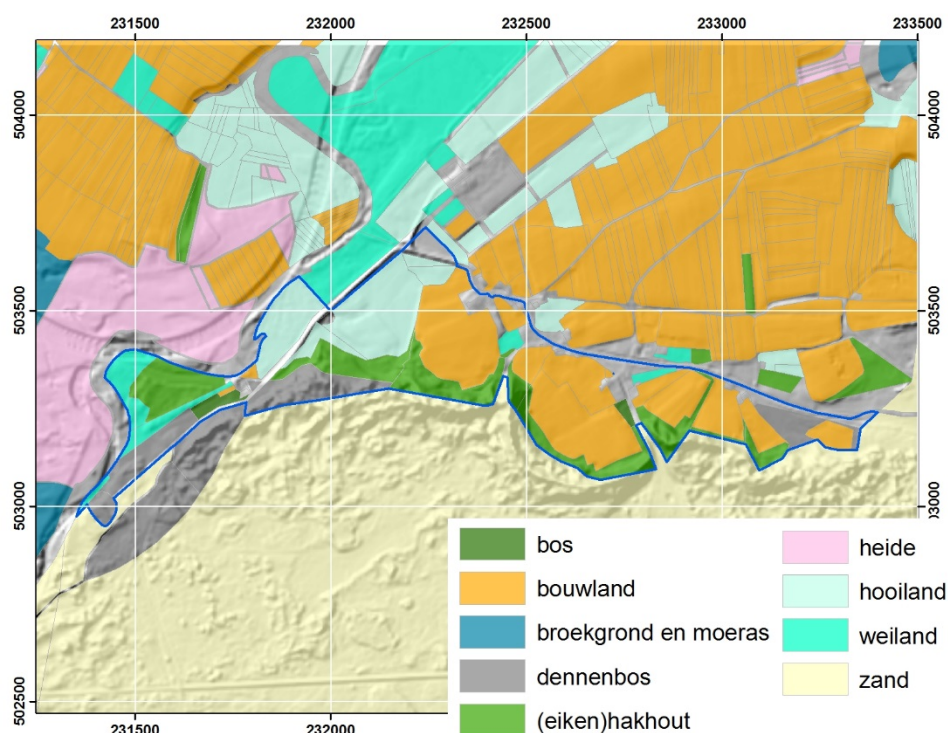 231500 232000 232500 233000 233500
504000 504000
503500 503500
503000 3000
bos heide
bouwland hooiland
broekgrond en moeras weiland
dennenbos zand
(eiken)hakhout
502500
231500 232000